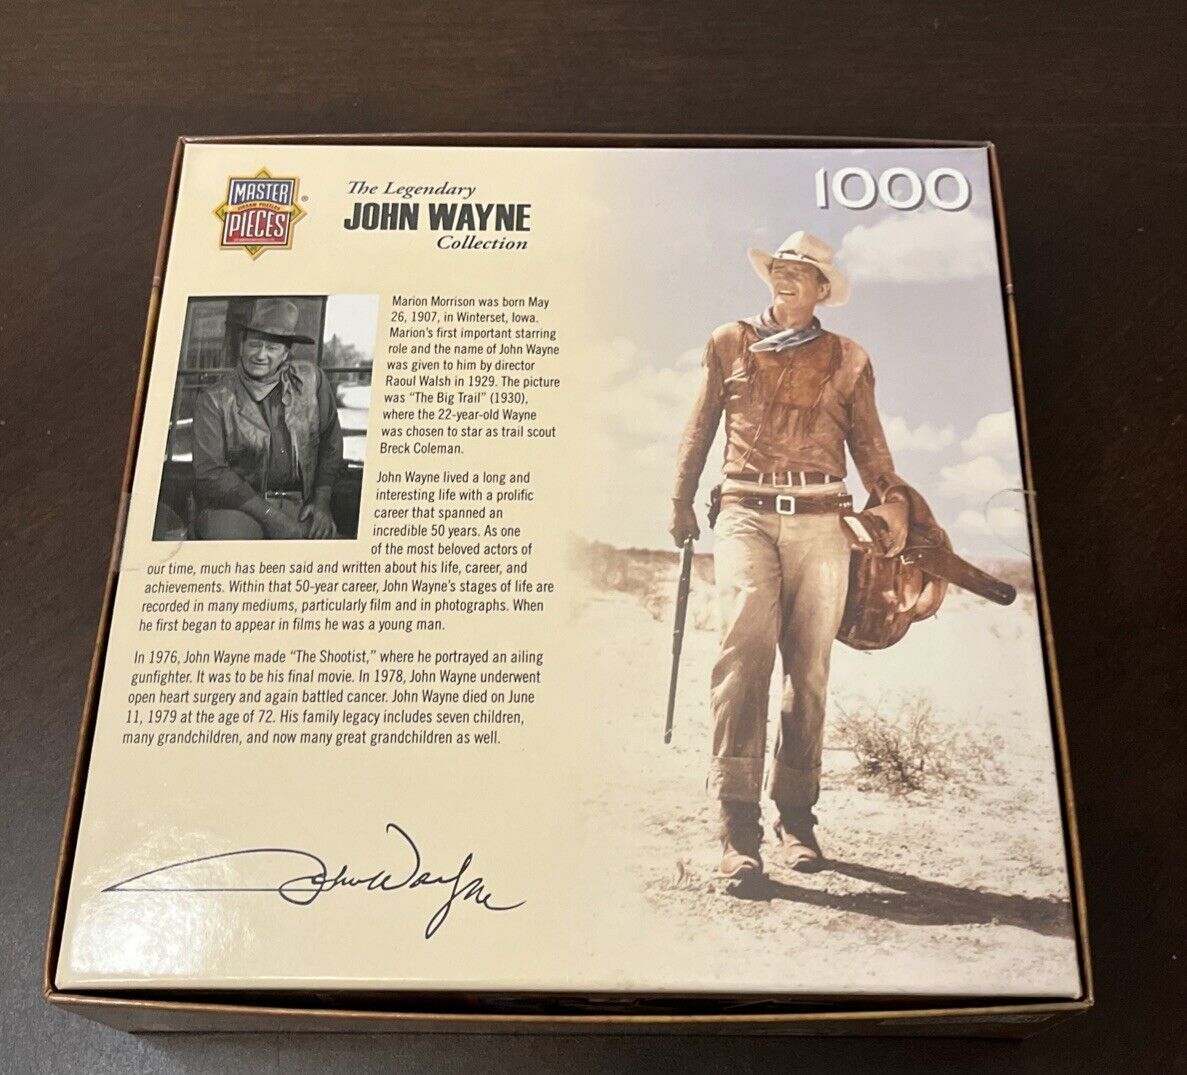 MASTER
JIGSAW PUZZLES
PIECES
®
The Legendary
JOHN WAYNE
Collection
1000
Marion Morrison was born May
26, 1907, in Winterset, Iowa.
Marion's first important starring
role and the name of John Wayne
was given to him by director
Raoul Walsh in 1929. The picture
was "The Big Trail" (1930),
where the 22-year-old Wayne
was chosen to star as trail scout
Breck Coleman.
John Wayne lived a long and
interesting life with a prolific
career that spanned an
incredible 50 years. As one
of the most beloved actors of
our time, much has been said and written about his life, career, and
achievements. Within that 50-year career, John Wayne's stages of life are
recorded in many mediums, particularly film and in photographs. When
he first began to appear in films he was a young man.
In 1976, John Wayne made "The Shootist," where he portrayed an ailing
gunfighter. It was to be his final movie. In 1978, John Wayne underwent
open heart surgery and again battled cancer. John Wayne died on June
11, 1979 at the age of 72. His family legacy includes seven children,
many grandchildren, and now many great grandchildren as well.
John Wayne